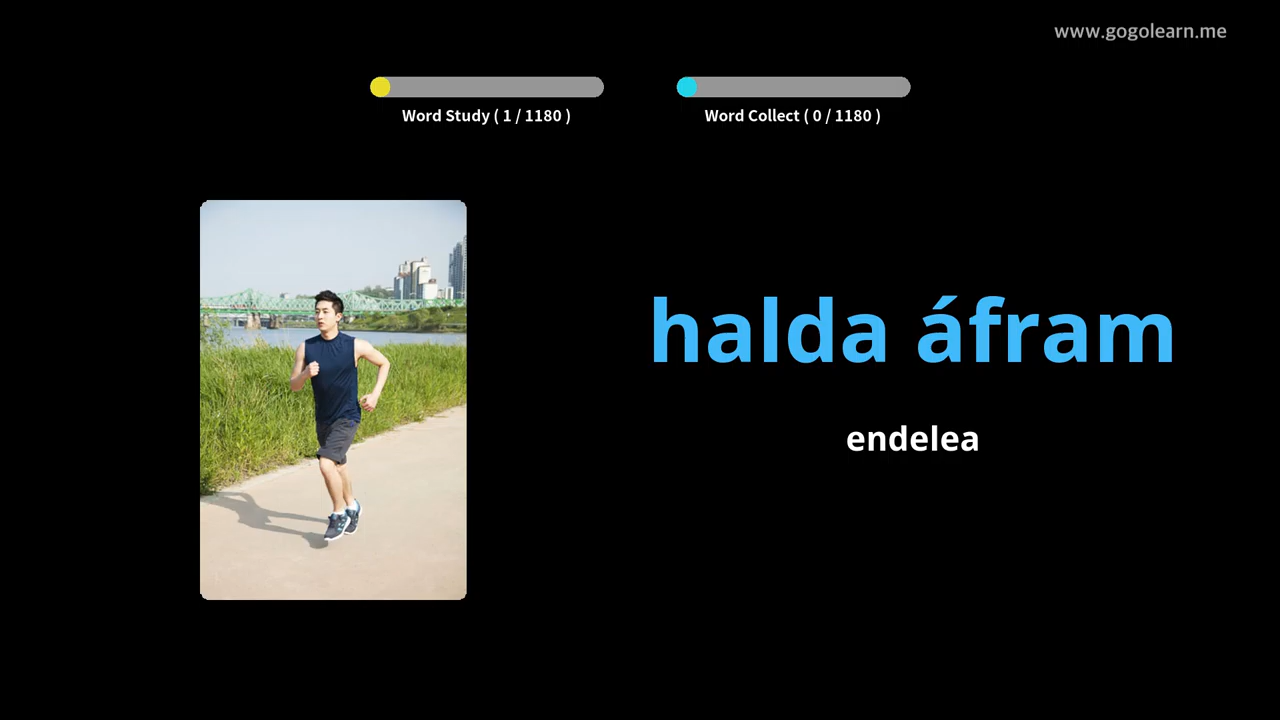 www.gogolearn.me
Word Study ( 1 / 1180 )
Word Collect ( 0 / 1180 )
halda áfram
endelea